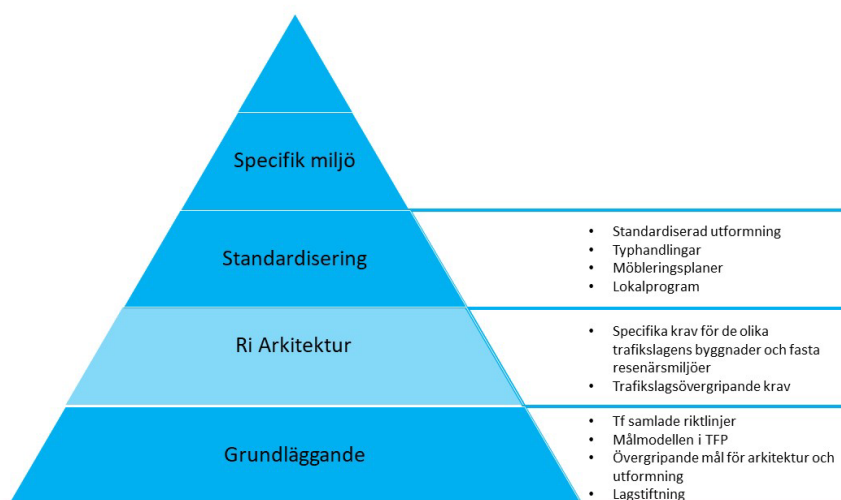 Specifik miljö
Standardisering
• Standardiserad utformning
• Typhandlingar
• Möbleringsplaner
• Lokalprogram
Ri Arkitektur
• Specifika krav för de olika
trafikslagens byggnader och fasta
resenärsmiljöer
• Trafikslagsövergripande krav
Grundläggande
• Tf samlade riktlinjer
• Målmodellen i TFP
• Övergripande mål för arkitektur och
utformning
• Lagstiftning